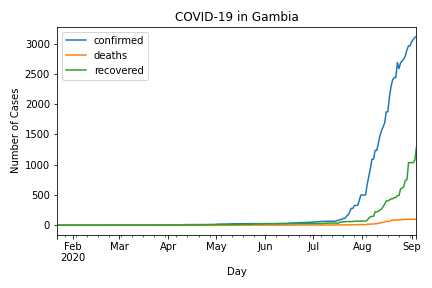 COVID-19 in Gambia
confirmed
deaths
recovered
Number of Cases
3000
2500
2000
1500
1000
500
0
Feb Mar Apr May Jun Jul Aug Sep
2020
Day